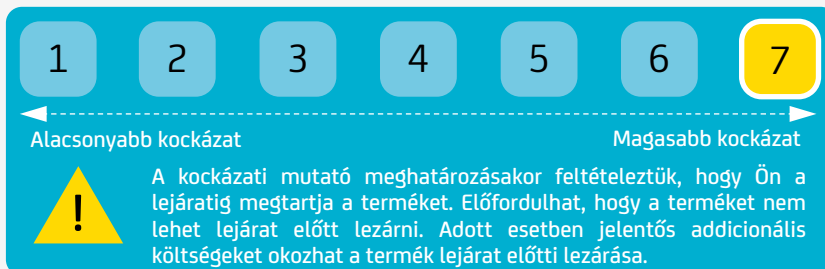 1 2 3 4 5 6 7
Alacsonyabb kockázat Magasabb kockázat
A kockázati mutató meghatározásakor feltételeztük, hogy Ön a
lejáratig megtartja a terméket. Előfordulhat, hogy a terméket nem
lehet lejárat előtt lezárni. Adott esetben jelentős addicionális
költségeket okozhat a termék lejárat előtti lezárása.
!